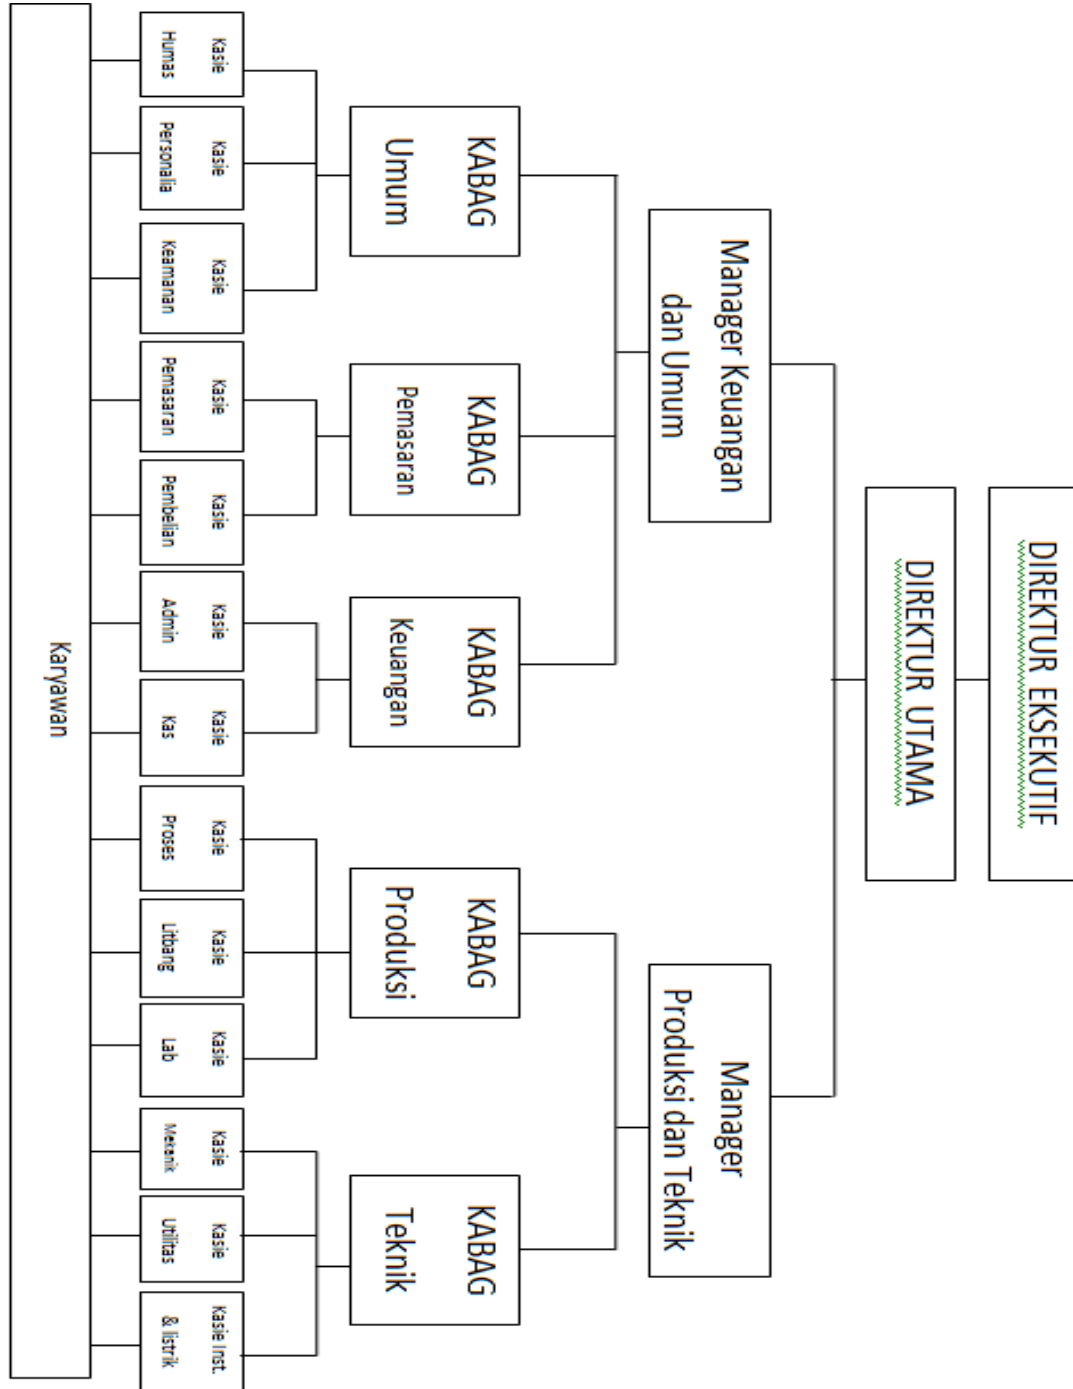 DIREKTUR EKSEKUTIF
DIREKTUR UTAMA
Manager Keuangan
dan Umum
Manager
Produksi dan Teknik
KABAG
Umum
KABAG
Pemasaran
KABAG
Keuangan
KABAG
Produksi
KABAG
Teknik
Kasie
Humas
Kasie
Personalia
Kasie
Keamanan
Kasie
Pemasaran
Kasie
Pembelian
Kasie
Admin
Kasie
Kas
Kasie
Proses
Kasie
Litbang
Kasie
Lab
Kasie
Mekanik
Kasie
Utilitas
Kasie Inst.
& listrik
Karyawan